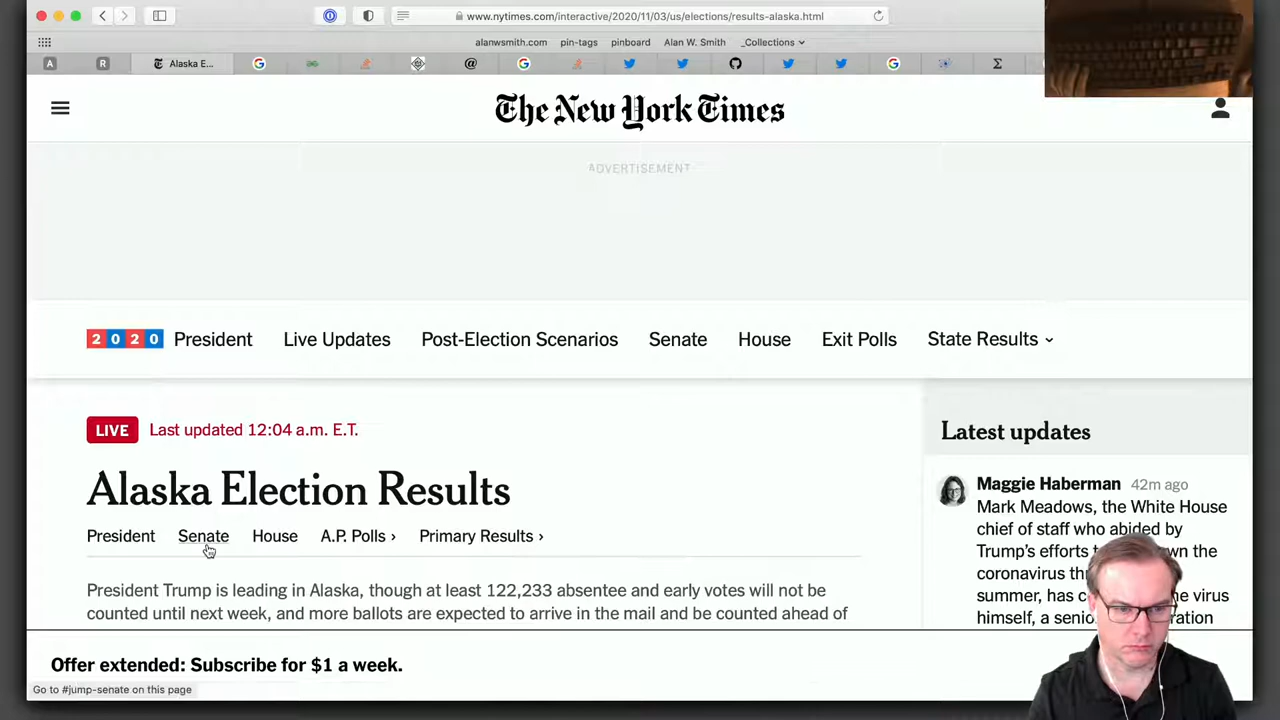 www.nytimes.com/interactive/2020/11/03/us/elections/results-alaska.html
alanwsmith.com pin-tags pinboard Alan W. Smith _Collections
A R Alaska E... @ Σ
The New York Times
ADVERTISEMENT
2020 President Live Updates Post-Election Scenarios Senate House Exit Polls State Results
LIVE Last updated 12:04 a.m. E.T.
Alaska Election Results
President Senate House A.P. Polls › Primary Results ›
President Trump is leading in Alaska, though at least 122,233 absentee and early votes will not be
counted until next week, and more ballots are expected to arrive in the mail and be counted ahead of
Latest updates
Maggie Haberman 42m ago
Mark Meadows, the White House
chief of staff who abided by
Trump's efforts the
coronavirus
summer, has virus
himself, a
Offer extended: Subscribe for $1 a week.
Go to #jump-senate on this page